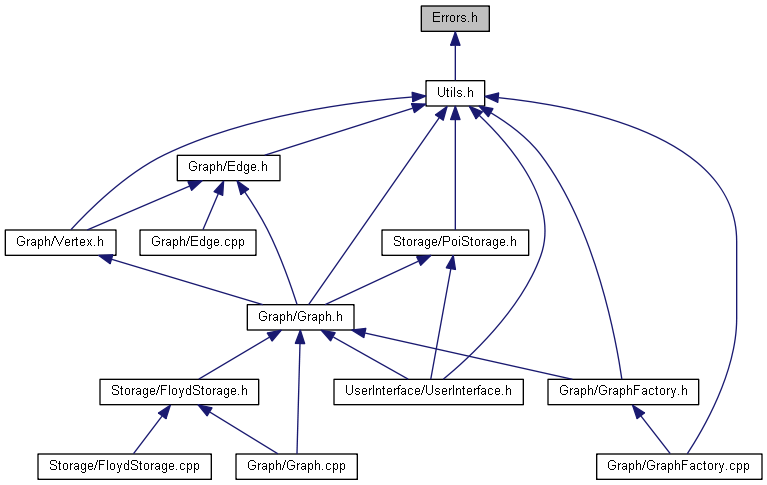 Errors.h
Utils.h
Graph/Edge.h
Graph/Vertex.h
Graph/Edge.cpp
Storage/PoiStorage.h
Graph/Graph.h
Storage/FloydStorage.h
UserInterface/UserInterface.h
Graph/GraphFactory.h
Storage/FloydStorage.cpp
Graph/Graph.cpp
Graph/GraphFactory.cpp